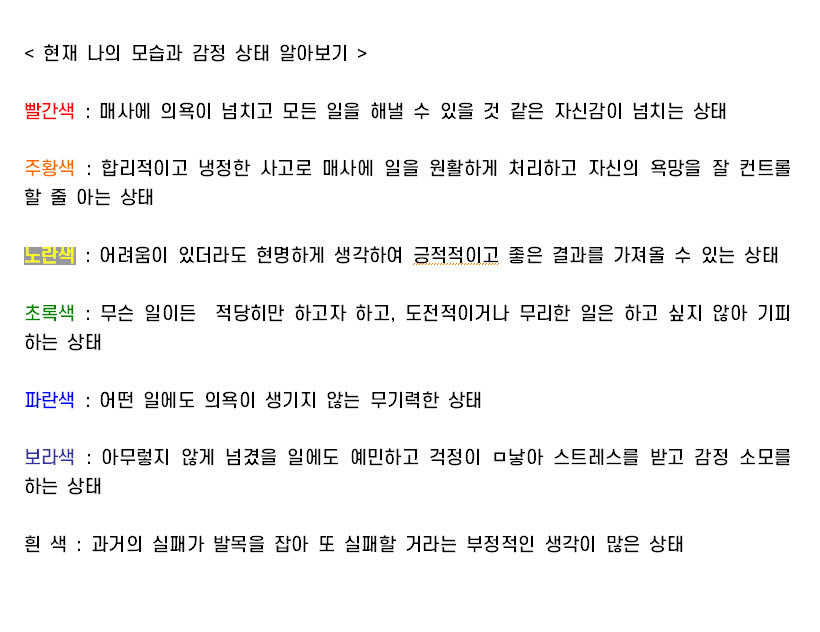 < 현재 나의 모습과 감정 상태 알아보기 >
빨간색 : 매사에 의욕이 넘치고 모든 일을 해낼 수 있을 것 같은 자신감이 넘치는 상태
주황색 : 합리적이고 냉정한 사고로 매사에 일을 원활하게 처리하고 자신의 욕망을 잘 컨트롤
할 줄 아는 상태
노란색 : 어려움이 있더라도 현명하게 생각하여 긍적적이고 좋은 결과를 가져올 수 있는 상태
초록색 : 무슨 일이든  적당히만 하고자 하고, 도전적이거나 무리한 일은 하고 싶지 않아 기피
하는 상태
파란색 : 어떤 일에도 의욕이 생기지 않는 무기력한 상태
보라색 : 아무렇지 않게 넘겼을 일에도 예민하고 걱정이 ㅁ낳아 스트레스를 받고 감정 소모를
하는 상태
흰 색 : 과거의 실패가 발목을 잡아 또 실패할 거라는 부정적인 생각이 많은 상태